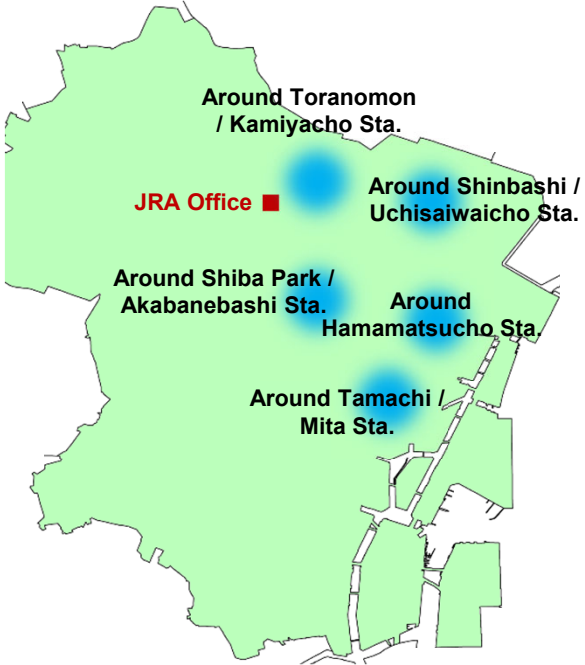 Around Toranomon
/ Kamiyacho Sta.
JRA Office
Around Shinbashi /
Uchisaiwaicho Sta.
Around Shiba Park /
Akabanebashi Sta.
Around
Hamamatsucho Sta.
Around Tamachi /
Mita Sta.